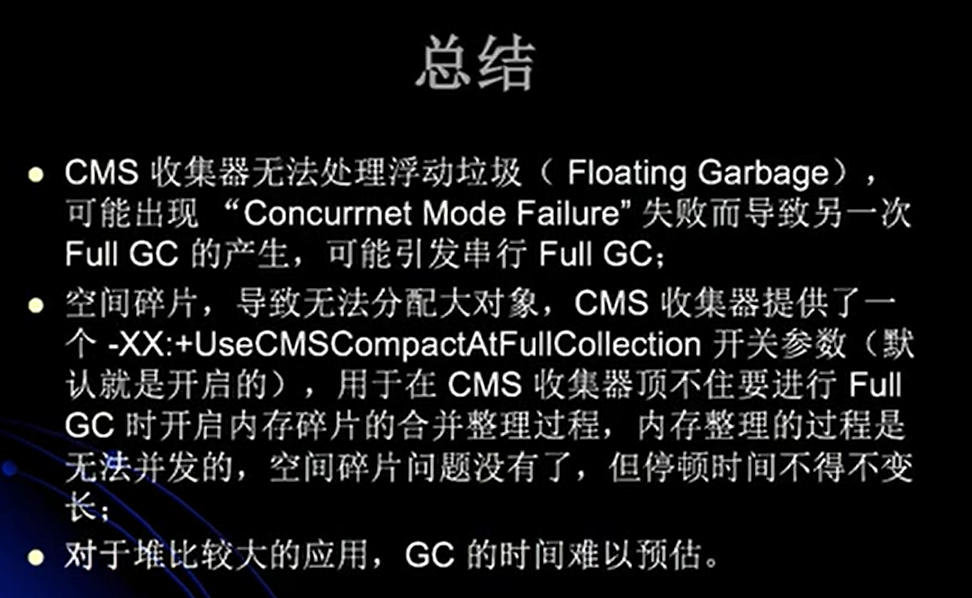 总结
CMS 收集器无法处理浮动垃圾（ Floating Garbage），
可能出现 “Concurrnet Mode Failure” 失败而导致另一次
Full GC 的产生，可能引发串行 Full GC；
空间碎片，导致无法分配大对象，CMS 收集器提供了一
个 -XX:+UseCMSCompactAtFullCollection 开关参数（默
认就是开启的），用于在 CMS 收集器顶不住要进行 Full
GC 时开启内存碎片的合并整理过程，内存整理的过程是
无法并发的，空间碎片问题没有了，但停顿时间不得不变
长；
对于堆比较大的应用，GC 的时间难以预估。